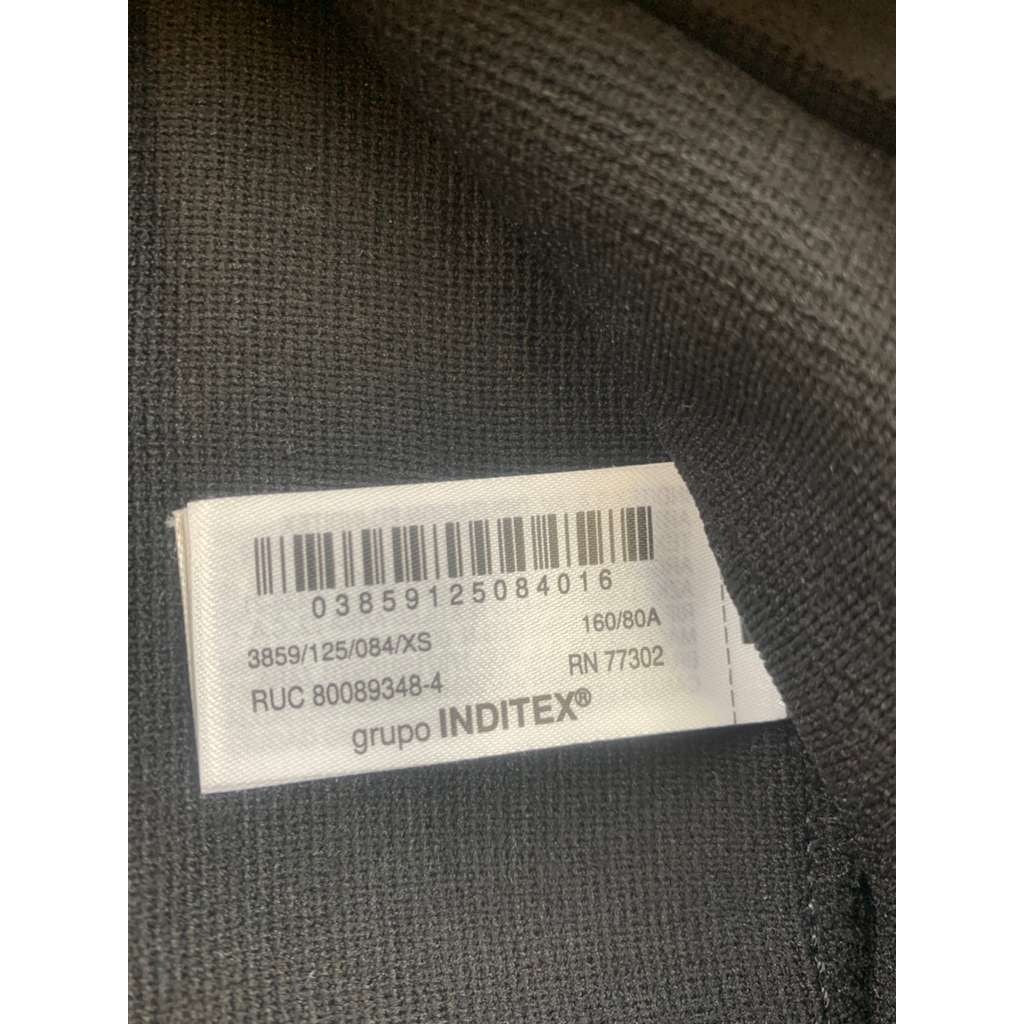 03859125084016
3859/125/084/XS 160/80A
RUC 80089348-4 RN 77302
grupo INDITEX®